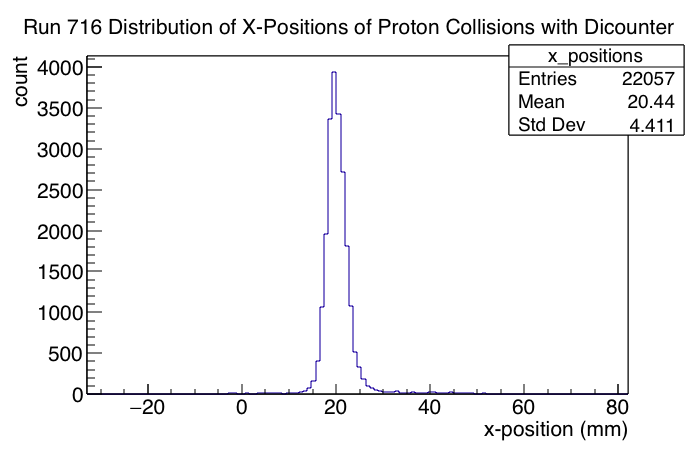 Run 716 Distribution of X-Positions of Proton Collisions with Dicounter
x_positions
Entries 22057
Mean 20.44
Std Dev 4.411
count
4000
3500
3000
2500
2000
1500
1000
500
0
−20 0 20 40 60 80
x-position (mm)